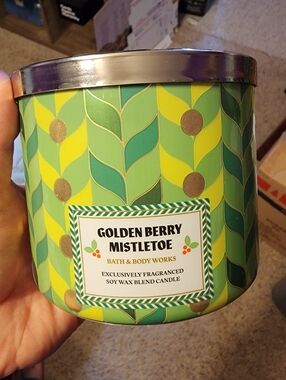 GOLDEN BERRY
MISTLETOE
BATH & BODY WORKS
EXCLUSIVELY FRAGRANCED
SOY WAX BLEND CANDLE